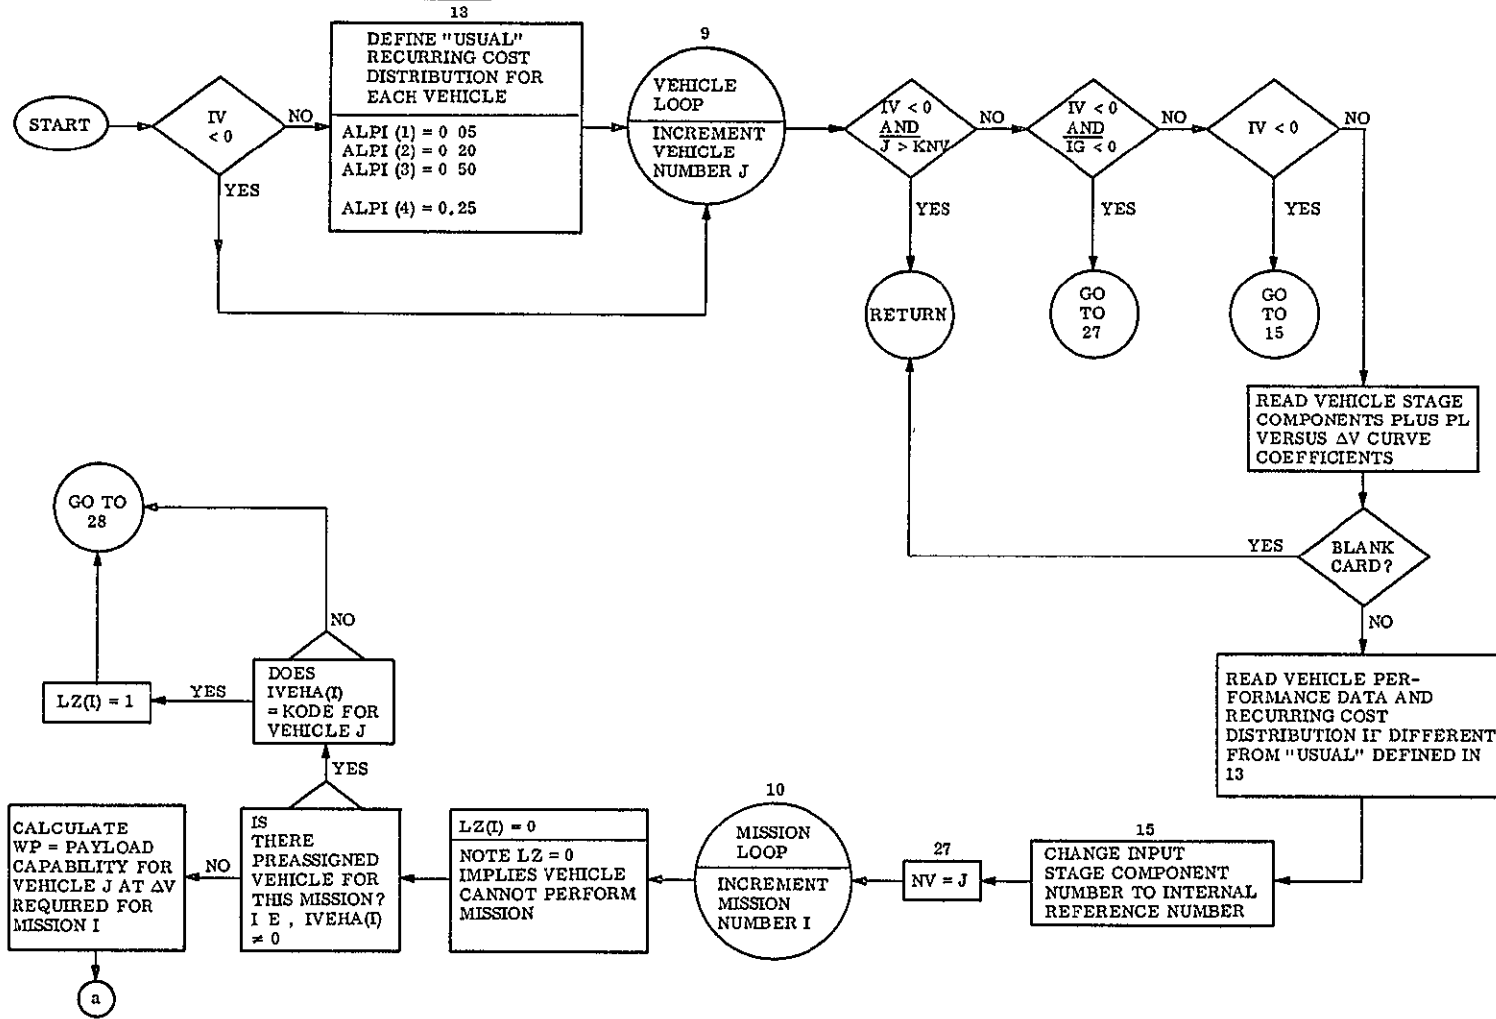 13
DEFINE "USUAL"
RECURRING COST
DISTRIBUTION FOR
EACH VEHICLE
ALPI (1) = 0 05
ALPI (2) = 0 20
ALPI (3) = 0 50
ALPI (4) = 0.25
START
IV
< 0
NO
YES
9
VEHICLE
LOOP
INCREMENT
VEHICLE
NUMBER J
IV < 0
AND
J > KNV
NO
YES
RETURN
IV < 0
AND
IG < 0
NO
YES
GO
TO
27
IV < 0
NO
YES
GO
TO
15
READ VEHICLE STAGE
COMPONENTS PLUS PL
VERSUS ΔV CURVE
COEFFICIENTS
BLANK
CARD?
YES
NO
READ VEHICLE PER-
FORMANCE DATA AND
RECURRING COST
DISTRIBUTION IF DIFFERENT
FROM "USUAL" DEFINED IN
13
15
CHANGE INPUT
STAGE COMPONENT
NUMBER TO INTERNAL
REFERENCE NUMBER
27
NV = J
10
MISSION
LOOP
INCREMENT
MISSION
NUMBER I
LZ(I) = 0
NOTE LZ = 0
IMPLIES VEHICLE
CANNOT PERFORM
MISSION
IS
THERE
PREASSIGNED
VEHICLE FOR
THIS MISSION?
I E , IVEHA(I)
≠ 0
YES
NO
DOES
IVEHA(I)
= KODE FOR
VEHICLE J
NO
YES
LZ(I) = 1
GO TO
28
CALCULATE
WP = PAYLOAD
CAPABILITY FOR
VEHICLE J AT ΔV
REQUIRED FOR
MISSION I
a